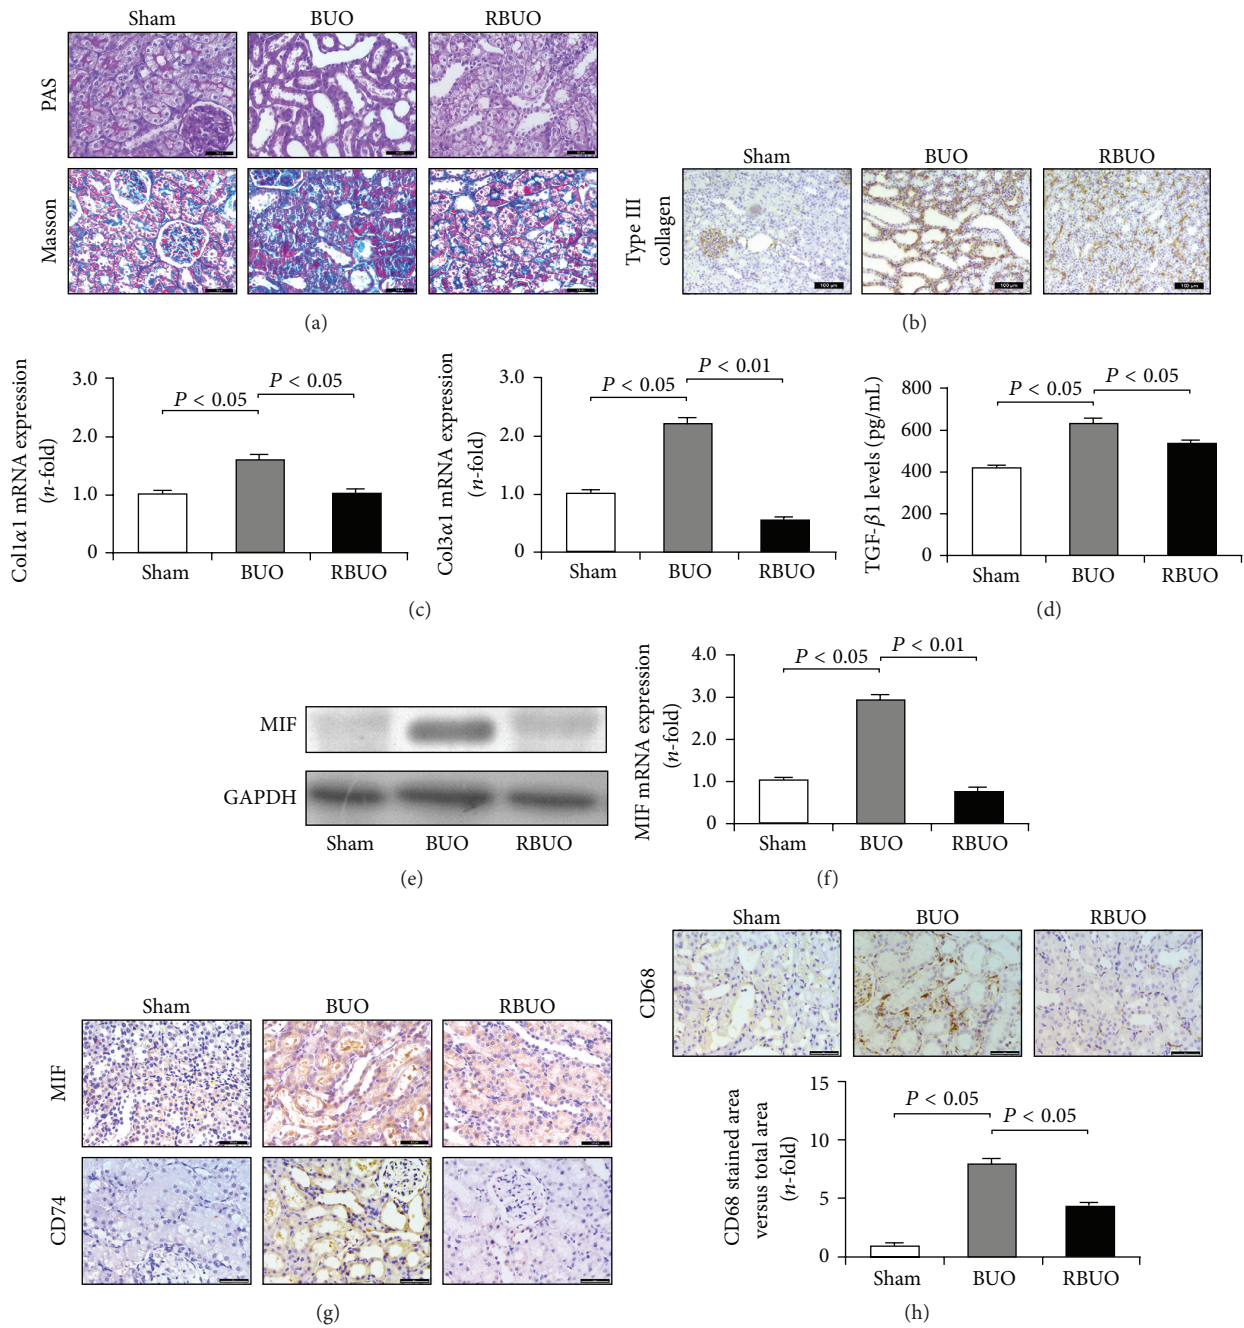 Sham BUO RBUO
PAS
Masson
(a)
Sham BUO RBUO
Type III
collagen
100 μm 100 μm 100 μm
(b)
Col1α1 mRNA expression
(n-fold)
3.0
2.0
1.0
0
P < 0.05
P < 0.05
Sham BUO RBUO
Col3α1 mRNA expression
(n-fold)
3.0
2.0
1.0
0
P < 0.05
P < 0.01
Sham BUO RBUO
(c)
TGF-β1 levels (pg/mL)
800
600
400
200
0
P < 0.05
P < 0.05
Sham BUO RBUO
(d)
MIF
GAPDH
Sham BUO RBUO
(e)
MIF mRNA expression
(n-fold)
4.0
3.0
2.0
1.0
0
P < 0.05
P < 0.01
Sham BUO RBUO
(f)
Sham BUO RBUO
MIF
CD74
(g)
Sham BUO RBUO
CD68
CD68 stained area
versus total area
(n-fold)
15
10
5
0
P < 0.05
P < 0.05
Sham BUO RBUO
(h)